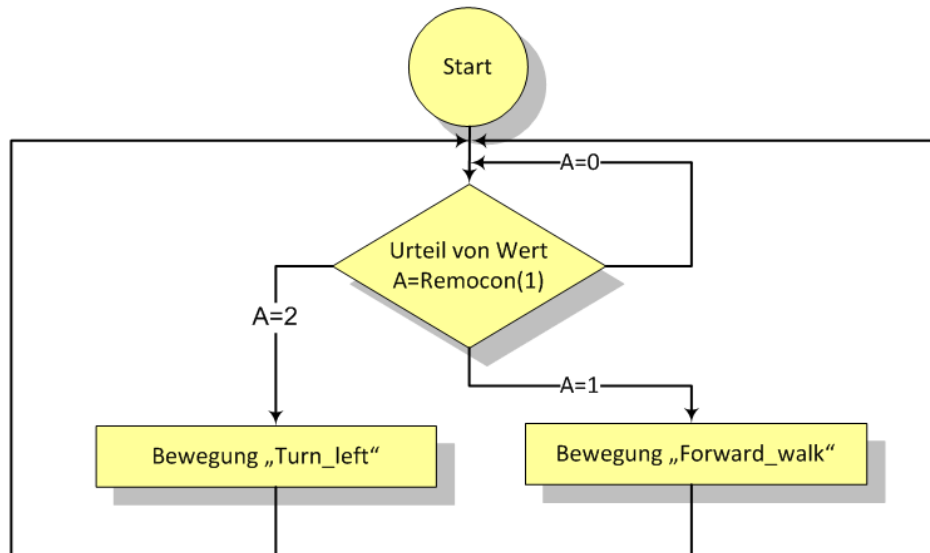 Start
A=0
Urteil von Wert
A=Remocon(1)
A=2
A=1
Bewegung „Turn_left“
Bewegung „Forward_walk“